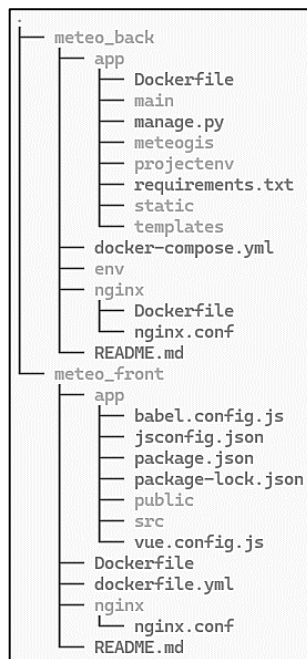 .
├── meteo_back
│   ├── app
│   │   ├── Dockerfile
│   │   ├── main
│   │   ├── manage.py
│   │   ├── meteogis
│   │   ├── projectenv
│   │   ├── requirements.txt
│   │   ├── static
│   │   └── templates
│   ├── docker-compose.yml
│   ├── env
│   ├── nginx
│   │   ├── Dockerfile
│   │   └── nginx.conf
│   └── README.md
└── meteo_front
    ├── app
    │   ├── babel.config.js
    │   ├── jsconfig.json
    │   ├── package.json
    │   ├── package-lock.json
    │   ├── public
    │   ├── src
    │   └── vue.config.js
    ├── Dockerfile
    ├── dockerfile.yml
    ├── nginx
    │   └── nginx.conf
    └── README.md